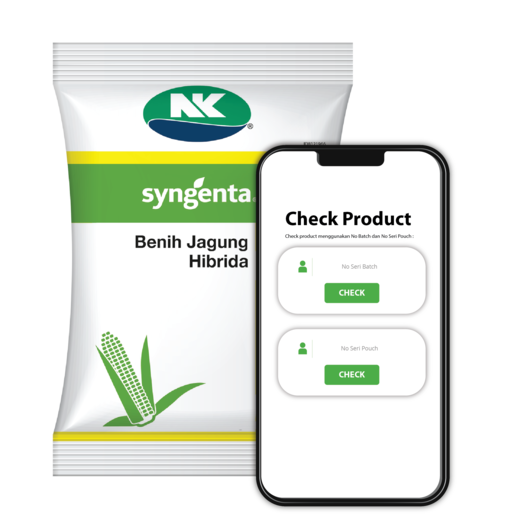 NK
®
syngenta
Benih Jagung
Hibrida
Check Product
Check product menggunakan No Batch dan No Seri Pouch :
No Seri Batch
CHECK
No Seri Pouch
CHECK